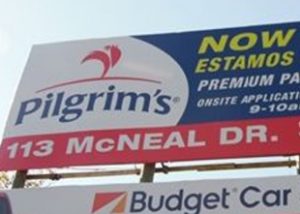 Pilgrim's®
NOW
ESTAMOS
PREMIUM PA
ONSITE APPLICATI
9-10a
113 McNEAL DR.
Budget® Car